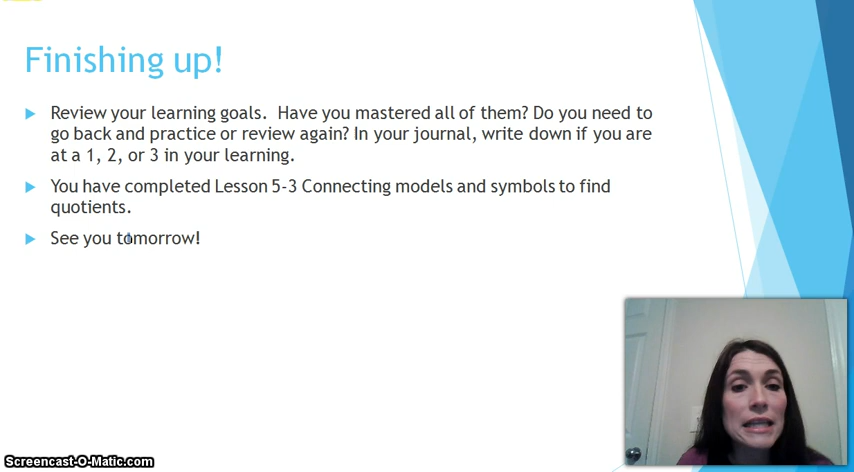 Finishing up!
Review your learning goals.  Have you mastered all of them? Do you need to
go back and practice or review again? In your journal, write down if you are
at a 1, 2, or 3 in your learning.
You have completed Lesson 5-3 Connecting models and symbols to find
quotients.
See you tomorrow!
Screencast-O-Matic.com